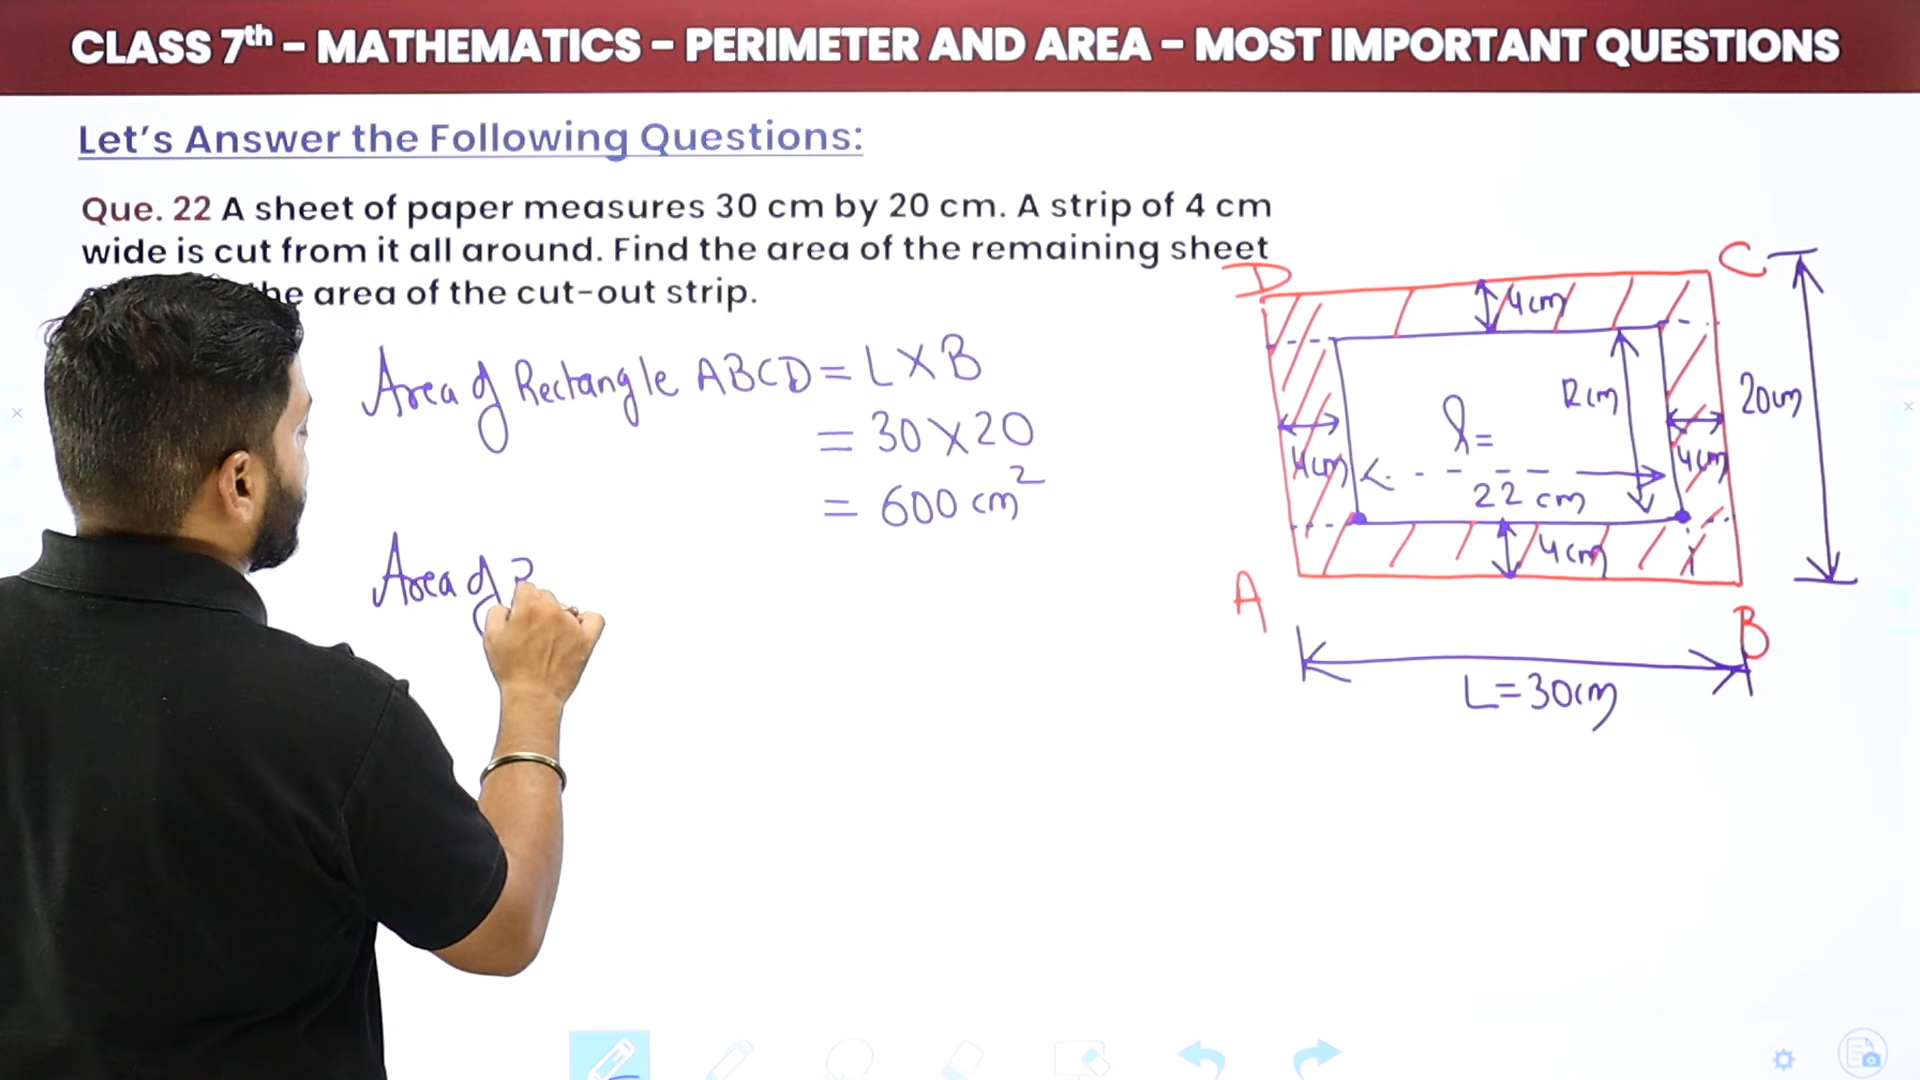 CLASS 7th – MATHEMATICS – PERIMETER AND AREA – MOST IMPORTANT QUESTIONS
Let's Answer the Following Questions:
Que. 22 A sheet of paper measures 30 cm by 20 cm. A strip of 4 cm
wide is cut from it all around. Find the area of the remaining sheet
area of the cut-out strip.
Area of Rectangle ABCD = L X B
= 30 X 20
= 600 cm²
Area of
D
C
4cm
12cm
20cm
l =
4cm
4cm
22 cm
4cm
A
B
L=30cm